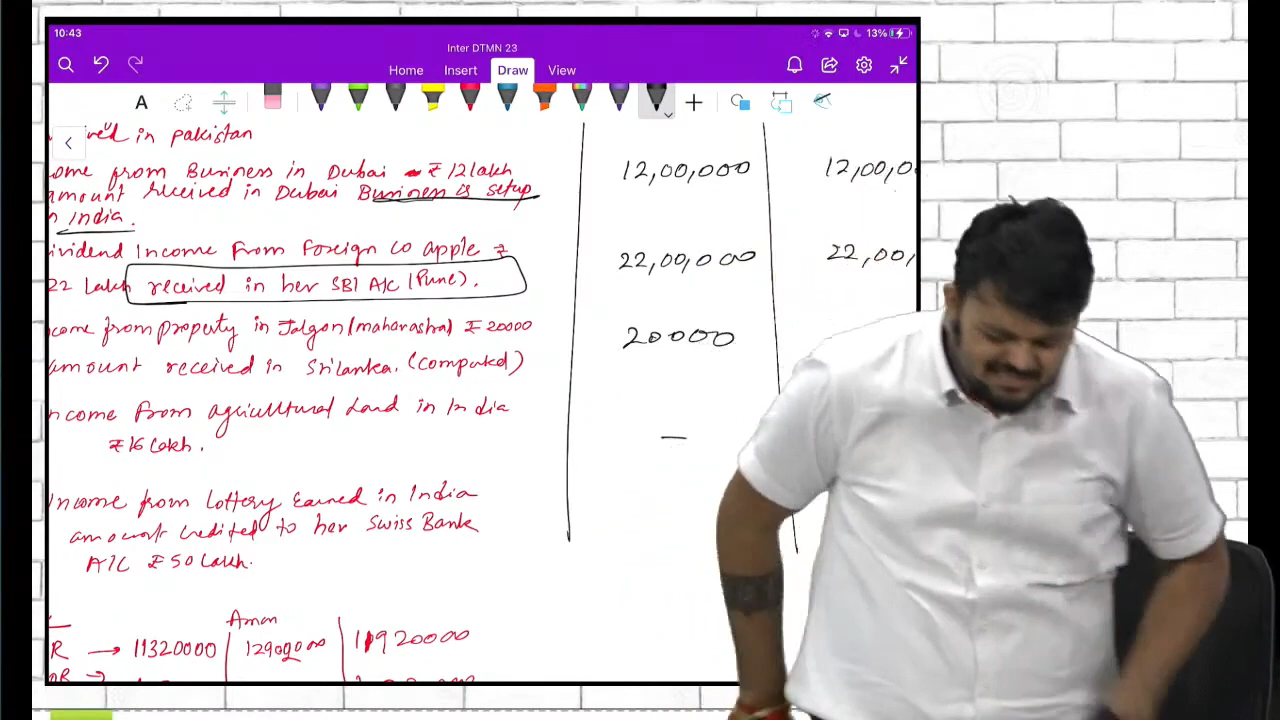 10:43
13%
Inter DTMN 23
Home Insert Draw View
A
ved in pakistan
ome from Business in Dubai - ₹ 12 lakh 12,00,000 12,00,0
amount received in Dubai Business is setup
n India.
ividend Income from Foreign co apple ₹ 22,00,000 22,00,
22 Lakh received in her SBI A/C (Pune).
come from property in Jalgon (maharashtra) ₹ 20000 20000
amount received in Srilanka. (computed)
ncome from agricultural Land in India —
₹ 16 lakh.
Income from Lottery Earned in India
amount credited to her Swiss Bank
A/C ₹ 50 Lakh.
Aman
R → 11320000 12900000 11920000
OR →